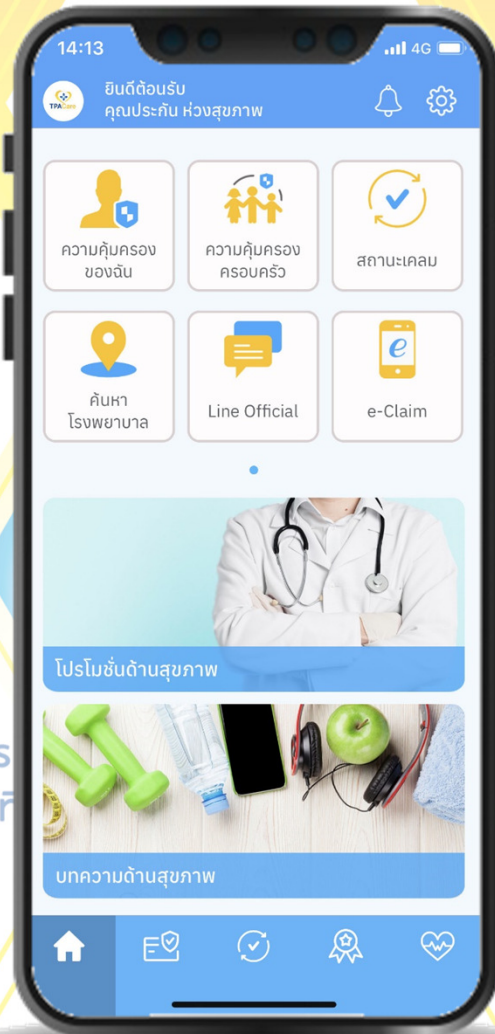 14:13
4G
TPACare
ยินดีต้อนรับ
คุณประกัน ห่วงสุขภาพ
ความคุ้มครอง
ของฉัน
ความคุ้มครอง
ครอบครัว
สถานะเคลม
ค้นหา
โรงพยาบาล
Line Official
e
e-Claim
โปรโมชั่นด้านสุขภาพ
บทความด้านสุขภาพ